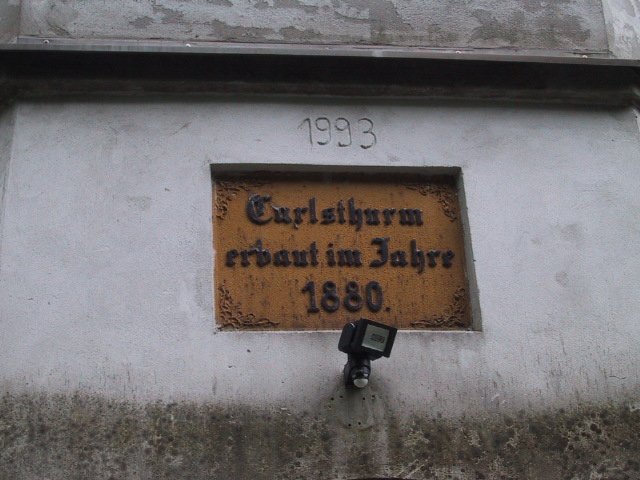 1993
Carlsthurm
erbaut im Jahre
1880.